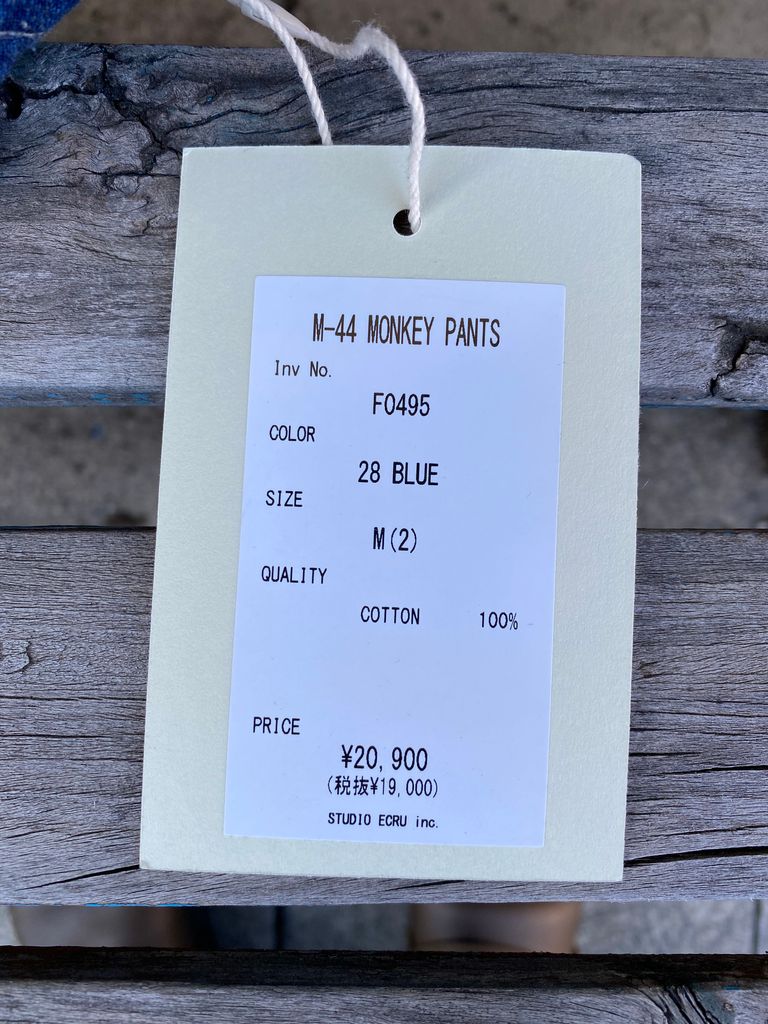 M-44 MONKEY PANTS
Inv No.
F0495
COLOR
28 BLUE
SIZE
M(2)
QUALITY
COTTON 100%
PRICE
¥20,900
(税抜¥19,000)
STUDIO ECRU inc.